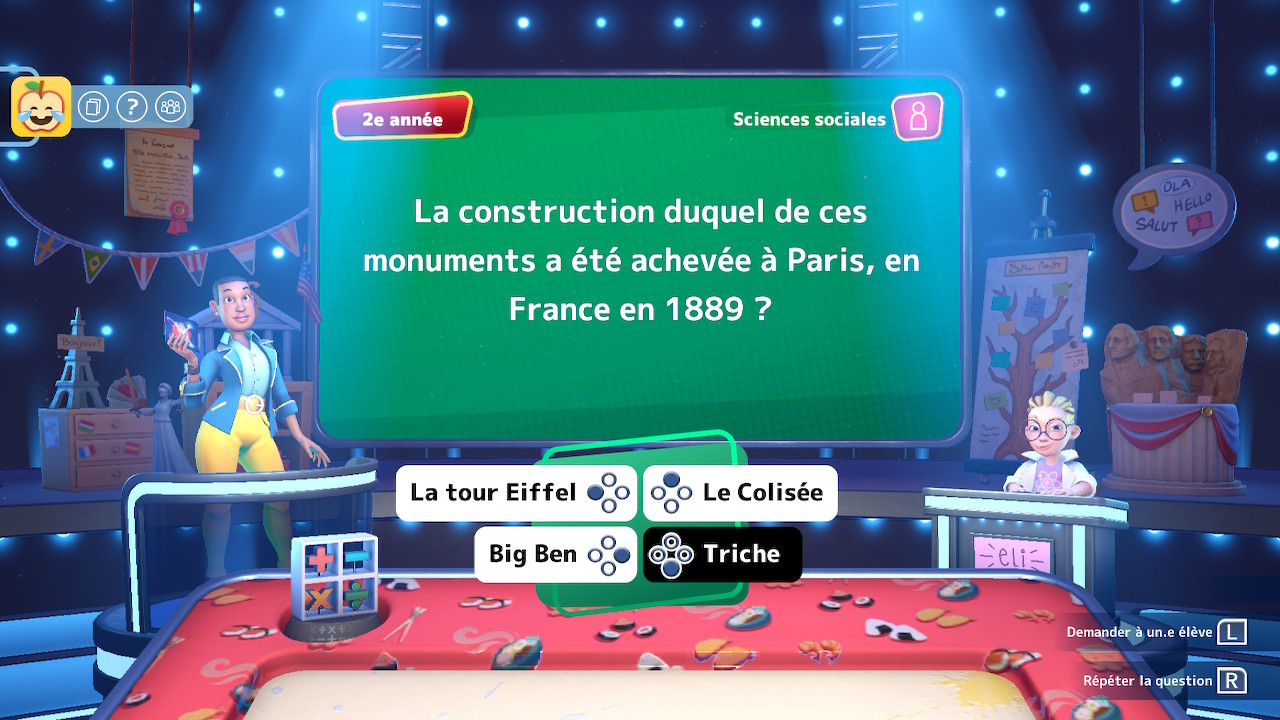 2e année
Sciences sociales
La construction duquel de ces
monuments a été achevée à Paris, en
France en 1889 ?
OLA
HELLO
SALUT
Bonjour!
La tour Eiffel
Le Colisée
Big Ben
Triche
eli
Demander à un.e élève L
Répéter la question R